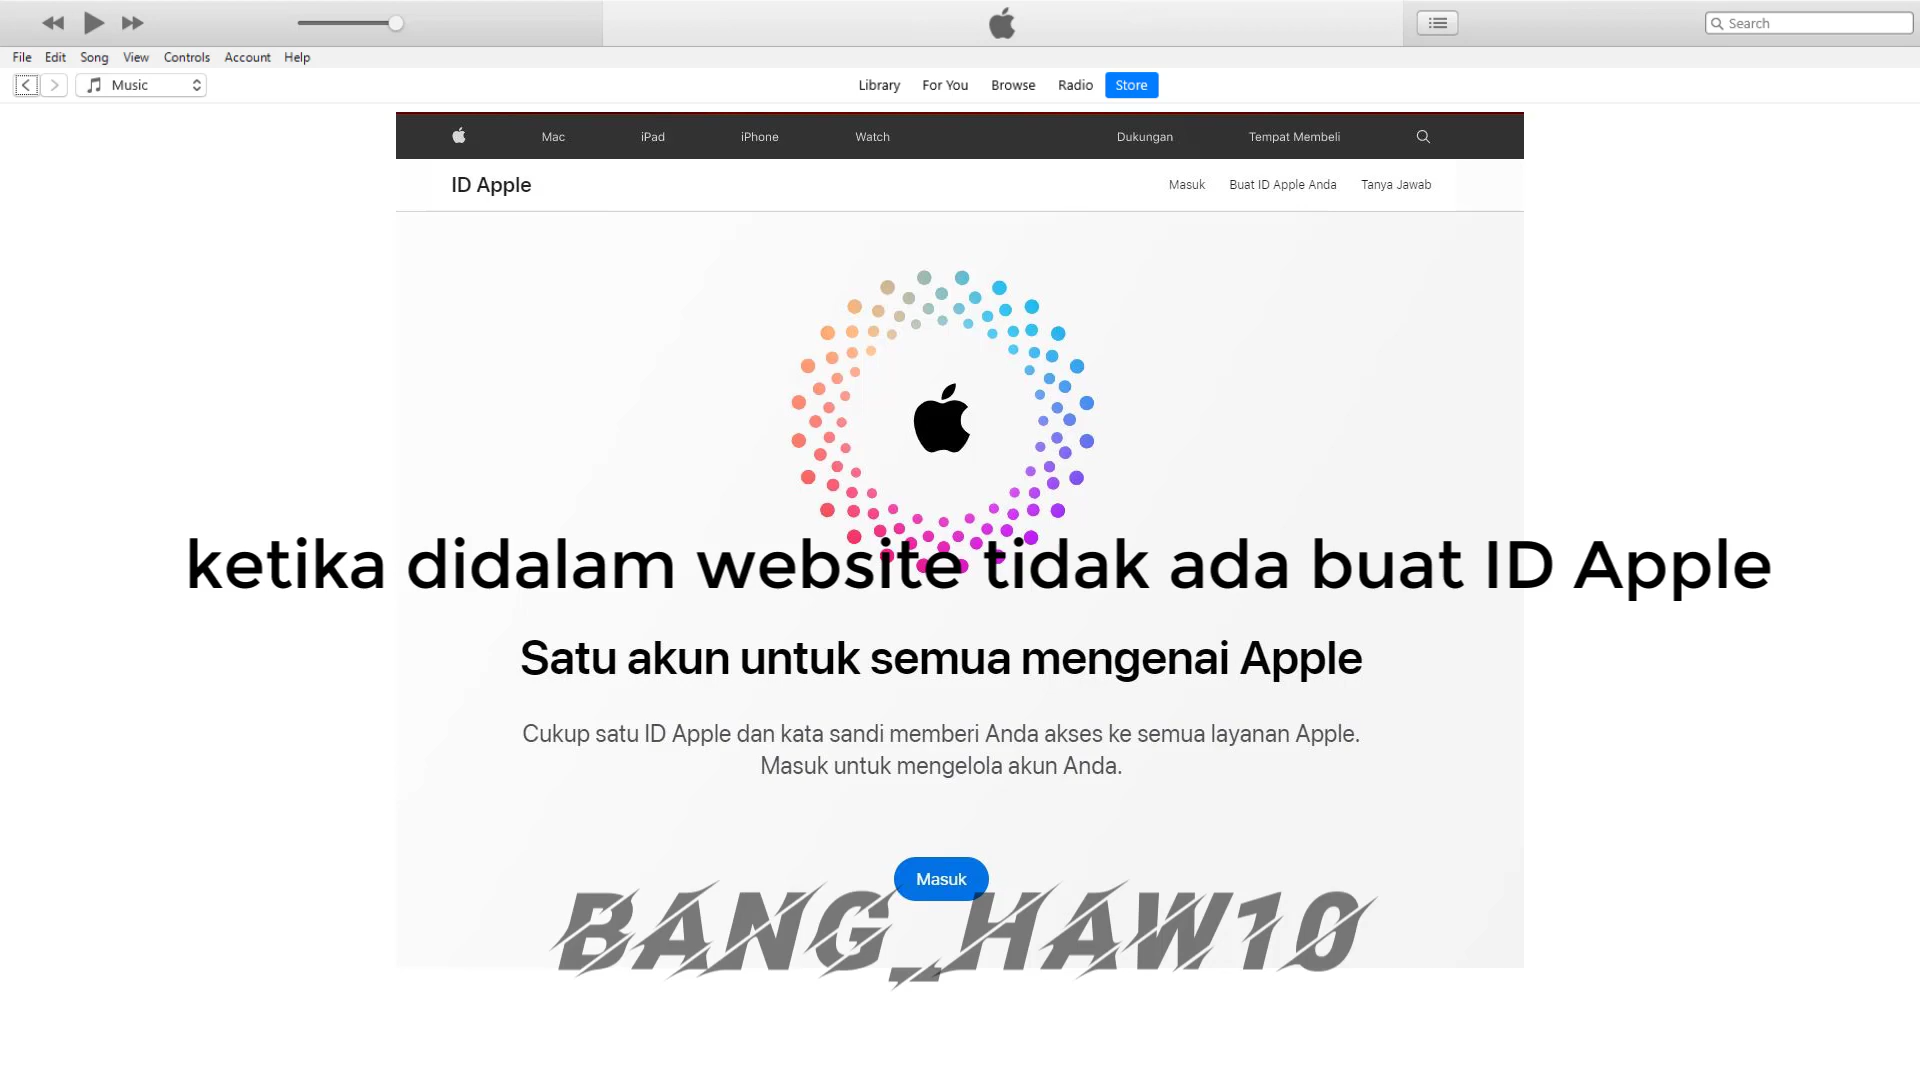 Search
File Edit Song View Controls Account Help
Music Library For You Browse Radio Store
Mac iPad iPhone Watch Dukungan Tempat Membeli
ID Apple Masuk Buat ID Apple Anda Tanya Jawab
ketika didalam website tidak ada buat ID Apple
Satu akun untuk semua mengenai Apple
Cukup satu ID Apple dan kata sandi memberi Anda akses ke semua layanan Apple.
Masuk untuk mengelola akun Anda.
Masuk
BANG_HAW10